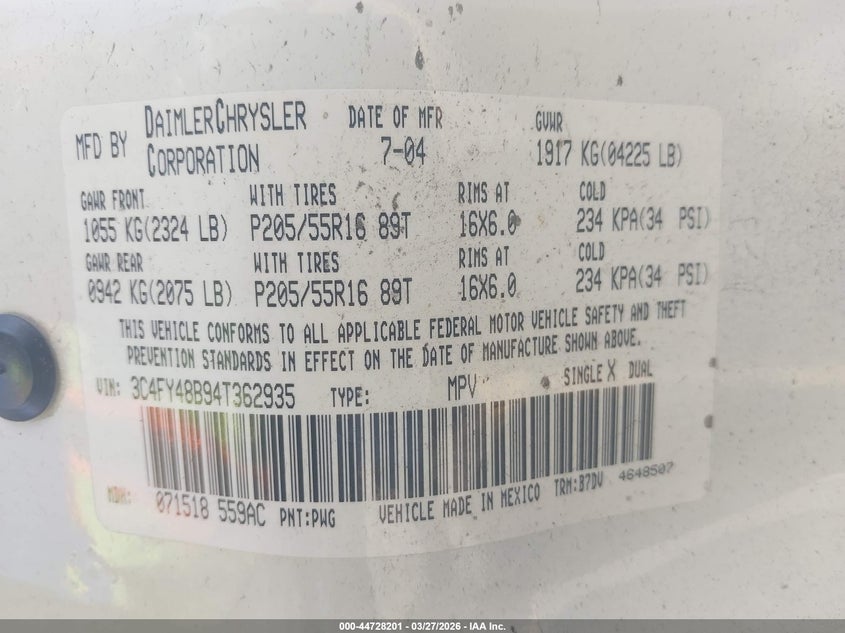 MFD BY DAIMLERCHRYSLER CORPORATION DATE OF MFR 7-04 GVWR 1917 KG(04225 LB)
GAWR FRONT WITH TIRES RIMS AT COLD
1055 KG(2324 LB) P205/55R16 89T 16X6.0 234 KPA(34 PSI)
GAWR REAR WITH TIRES RIMS AT COLD
0942 KG(2075 LB) P205/55R16 89T 16X6.0 234 KPA(34 PSI)
THIS VEHICLE CONFORMS TO ALL APPLICABLE FEDERAL MOTOR VEHICLE SAFETY AND THEFT
PREVENTION STANDARDS IN EFFECT ON THE DATE OF MANUFACTURE SHOWN ABOVE.
VIN: 3C4FY48B94T362935 TYPE: MPV SINGLE X DUAL
MDH: 071518 559AC PNT:PWG VEHICLE MADE IN MEXICO TRM:B7DV 4648507
000-44728201 - 03/27/2026 - IAA Inc.